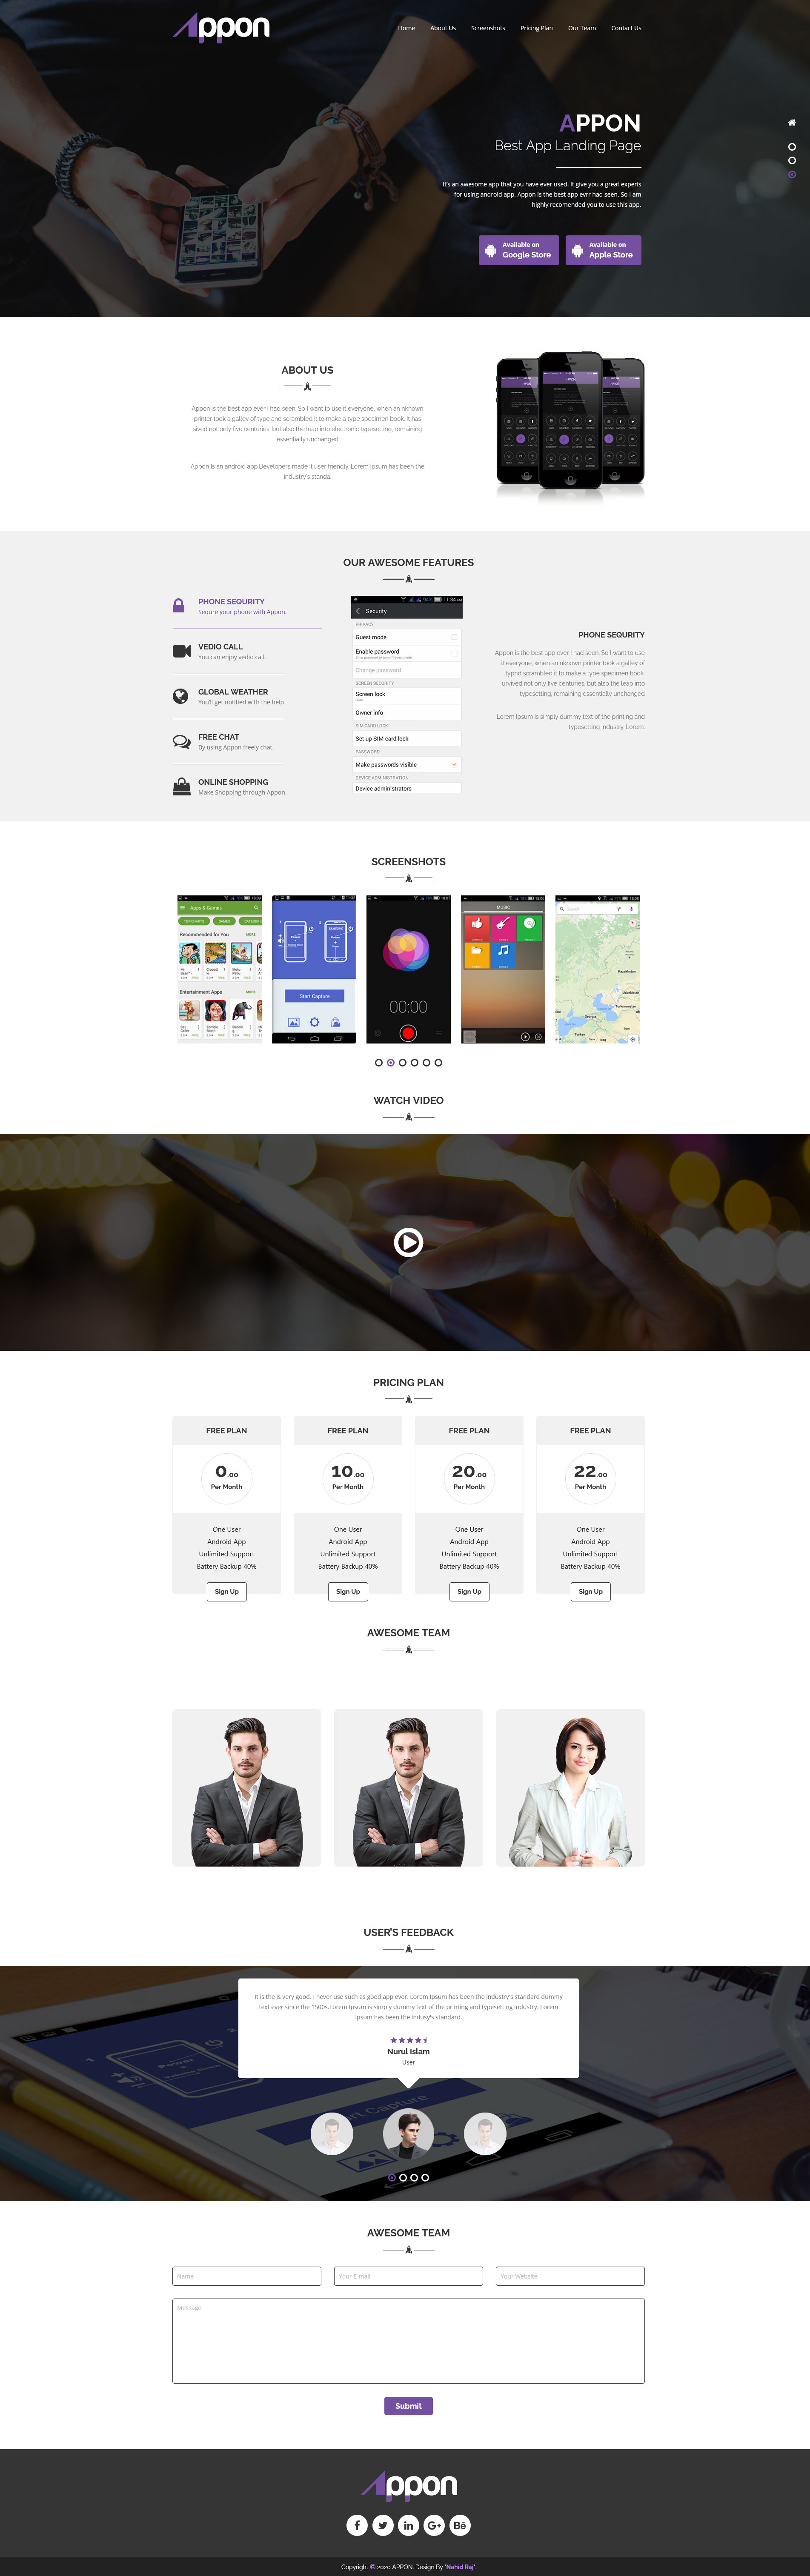 Appon
Home About Us Screenshots Pricing Plan Our Team Contact Us
APPON
Best App Landing Page
It's an awesome app that you have ever used. It give you a great experis
for using android app. Appon is the best app evrr had seen. So I am
highly recomended you to use this app.
Available on
Google Store
Available on
Apple Store
ABOUT US
Appon is the best app ever I had seen. So I want to use it everyone, when an nknown
printer took a galley of type and scrambled it to make a type specimen book. It has
sived not only five centuries, but also the leap into electronic typesetting, remaining
essentially unchanged
Appon Is an android app.Developers made it user friendly. Lorem Ipsum has been the
industry's standa.
OUR AWESOME FEATURES
PHONE SEQURITY
Sequre your phone with Appon.
VEDIO CALL
You can enjoy vedio call.
GLOBAL WEATHER
You'll get notified with the help
FREE CHAT
By using Appon freely chat.
ONLINE SHOPPING
Make Shopping through Appon.
94% 11:34 AM
Security
PRIVACY
Guest mode
Enable password
Change password
SCREEN SECURITY
Screen lock
Owner info
SIM CARD LOCK
Set up SIM card lock
PASSWORD
Make passwords visible
DEVICE ADMINISTRATION
Device administrators
PHONE SEQURITY
Appon is the best app ever I had seen. So I want to use
it everyone, when an nknown printer took a galley of
typnd scrambled it to make a type specimen book.
urvived not only five centuries, but also the leap into
typesetting, remaining essentially unchanged
Lorem Ipsum is simply dummy text of the printing and
typesetting industry. Lorem.
SCREENSHOTS
Apps & Games
Recommended for You MORE
Entertainment Apps MORE
Start Capture
00:00
MUSIC
Search
Kazakhstan
Uzbekistan
Georgia
Turkey
Syria
Iraq
Iran
WATCH VIDEO
PRICING PLAN
FREE PLAN
0.00
Per Month
One User
Android App
Unlimited Support
Battery Backup 40%
Sign Up
FREE PLAN
10.00
Per Month
One User
Android App
Unlimited Support
Battery Backup 40%
Sign Up
FREE PLAN
20.00
Per Month
One User
Android App
Unlimited Support
Battery Backup 40%
Sign Up
FREE PLAN
22.00
Per Month
One User
Android App
Unlimited Support
Battery Backup 40%
Sign Up
AWESOME TEAM
USER'S FEEDBACK
It is the is very good. I never use such as good app ever. Lorem Ipsum has been the industry's standard dummy
text ever since the 1500s.Lorem Ipsum is simply dummy text of the printing and typesetting industry. Lorem
Ipsum has been the indusy's standard.
Nurul Islam
User
Power
Capture
AWESOME TEAM
Name
Your E-mail
Your Website
Message
Submit
Appon
Copyright © 2020 APPON. Design By "Nahid Raj".